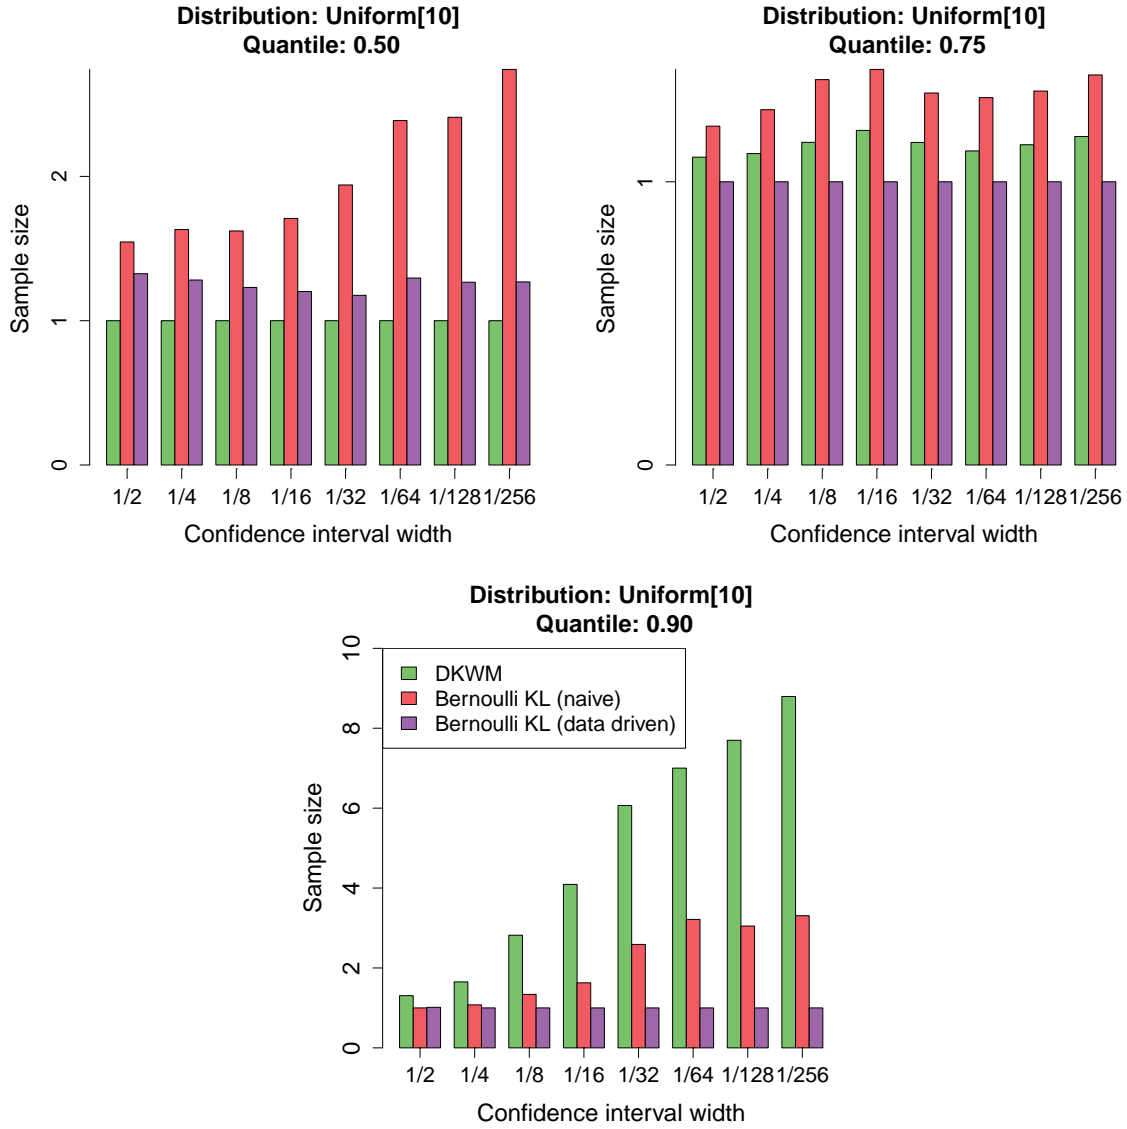 Distribution: Uniform[10]
Quantile: 0.50
Sample size
2
1
0
1/2 1/4 1/8 1/16 1/32 1/64 1/128 1/256
Confidence interval width
Distribution: Uniform[10]
Quantile: 0.75
Sample size
1
0
1/2 1/4 1/8 1/16 1/32 1/64 1/128 1/256
Confidence interval width
Distribution: Uniform[10]
Quantile: 0.90
DKWM
Bernoulli KL (naive)
Bernoulli KL (data driven)
Sample size
10
8
6
4
2
0
1/2 1/4 1/8 1/16 1/32 1/64 1/128 1/256
Confidence interval width